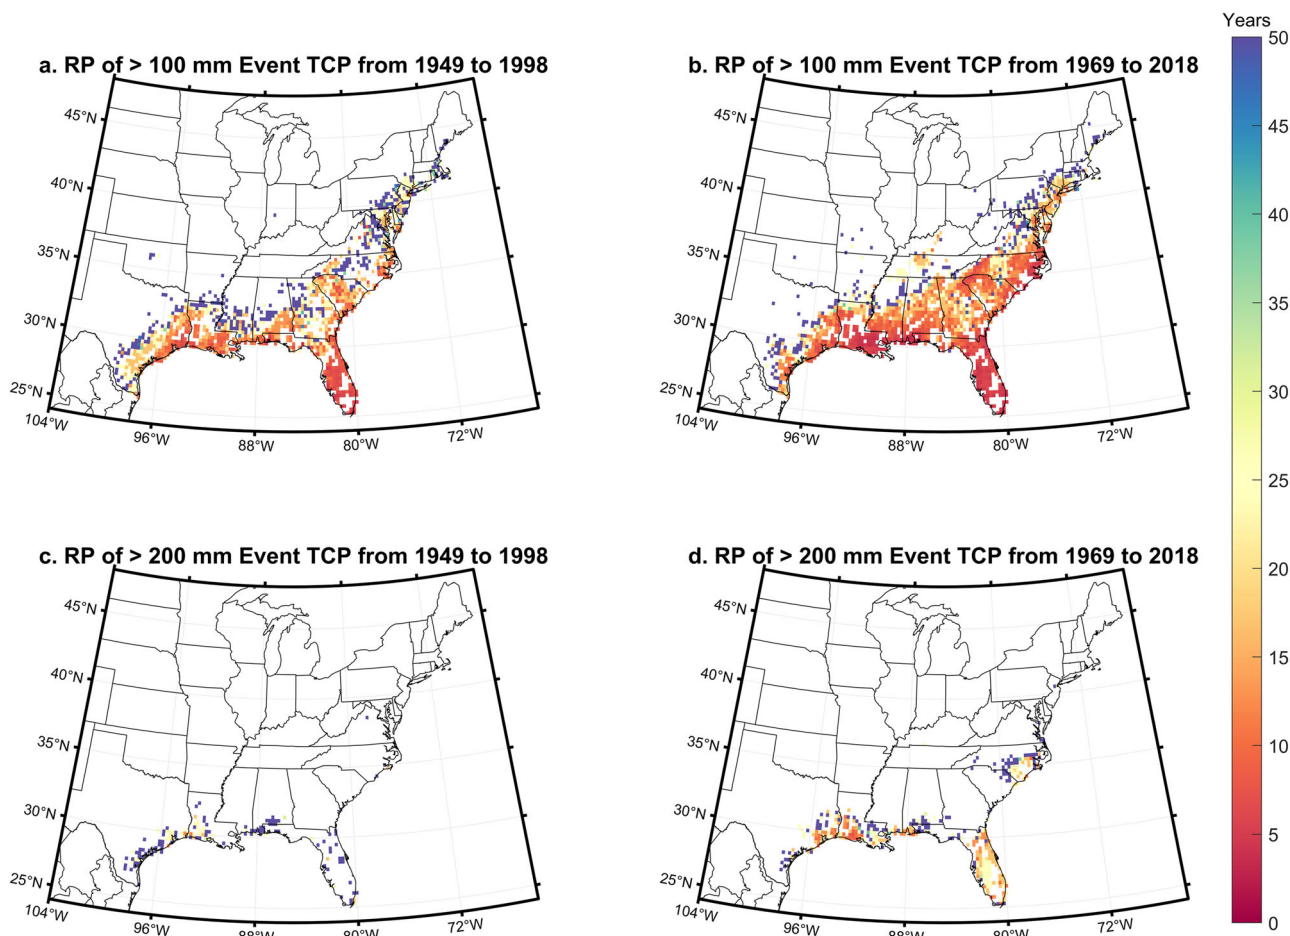 Years
a. RP of > 100 mm Event TCP from 1949 to 1998
b. RP of > 100 mm Event TCP from 1969 to 2018
45°N
40°N
35°N
30°N
25°N
104°W
96°W
88°W
80°W
72°W
45°N
40°N
35°N
30°N
25°N
104°W
96°W
88°W
80°W
72°W
c. RP of > 200 mm Event TCP from 1949 to 1998
d. RP of > 200 mm Event TCP from 1969 to 2018
45°N
40°N
35°N
30°N
25°N
104°W
96°W
88°W
80°W
72°W
45°N
40°N
35°N
30°N
25°N
104°W
96°W
88°W
80°W
72°W
50
45
40
35
30
25
20
15
10
5
0